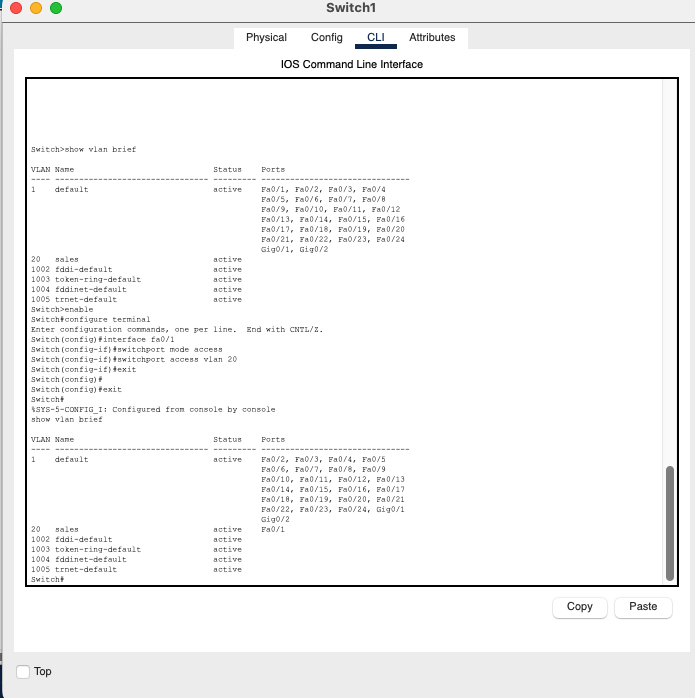 Switch1
Physical Config CLI Attributes
IOS Command Line Interface
Switch>show vlan brief
VLAN Name                             Status    Ports
---- -------------------------------- --------- -------------------------------
1    default                          active    Fa0/1, Fa0/2, Fa0/3, Fa0/4
                                                Fa0/5, Fa0/6, Fa0/7, Fa0/8
                                                Fa0/9, Fa0/10, Fa0/11, Fa0/12
                                                Fa0/13, Fa0/14, Fa0/15, Fa0/16
                                                Fa0/17, Fa0/18, Fa0/19, Fa0/20
                                                Fa0/21, Fa0/22, Fa0/23, Fa0/24
                                                Gig0/1, Gig0/2
20   sales                            active
1002 fddi-default                     active
1003 token-ring-default               active
1004 fddinet-default                  active
1005 trnet-default                    active
Switch>enable
Switch#configure terminal
Enter configuration commands, one per line.  End with CNTL/Z.
Switch(config)#interface fa0/1
Switch(config-if)#switchport mode access
Switch(config-if)#switchport access vlan 20
Switch(config-if)#exit
Switch(config)#
Switch(config)#exit
Switch#
%SYS-5-CONFIG_I: Configured from console by console
show vlan brief
VLAN Name                             Status    Ports
---- -------------------------------- --------- -------------------------------
1    default                          active    Fa0/2, Fa0/3, Fa0/4, Fa0/5
                                                Fa0/6, Fa0/7, Fa0/8, Fa0/9
                                                Fa0/10, Fa0/11, Fa0/12, Fa0/13
                                                Fa0/14, Fa0/15, Fa0/16, Fa0/17
                                                Fa0/18, Fa0/19, Fa0/20, Fa0/21
                                                Fa0/22, Fa0/23, Fa0/24, Gig0/1
                                                Gig0/2
20   sales                            active    Fa0/1
1002 fddi-default                     active
1003 token-ring-default               active
1004 fddinet-default                  active
1005 trnet-default                    active
Switch#
Copy Paste
Top